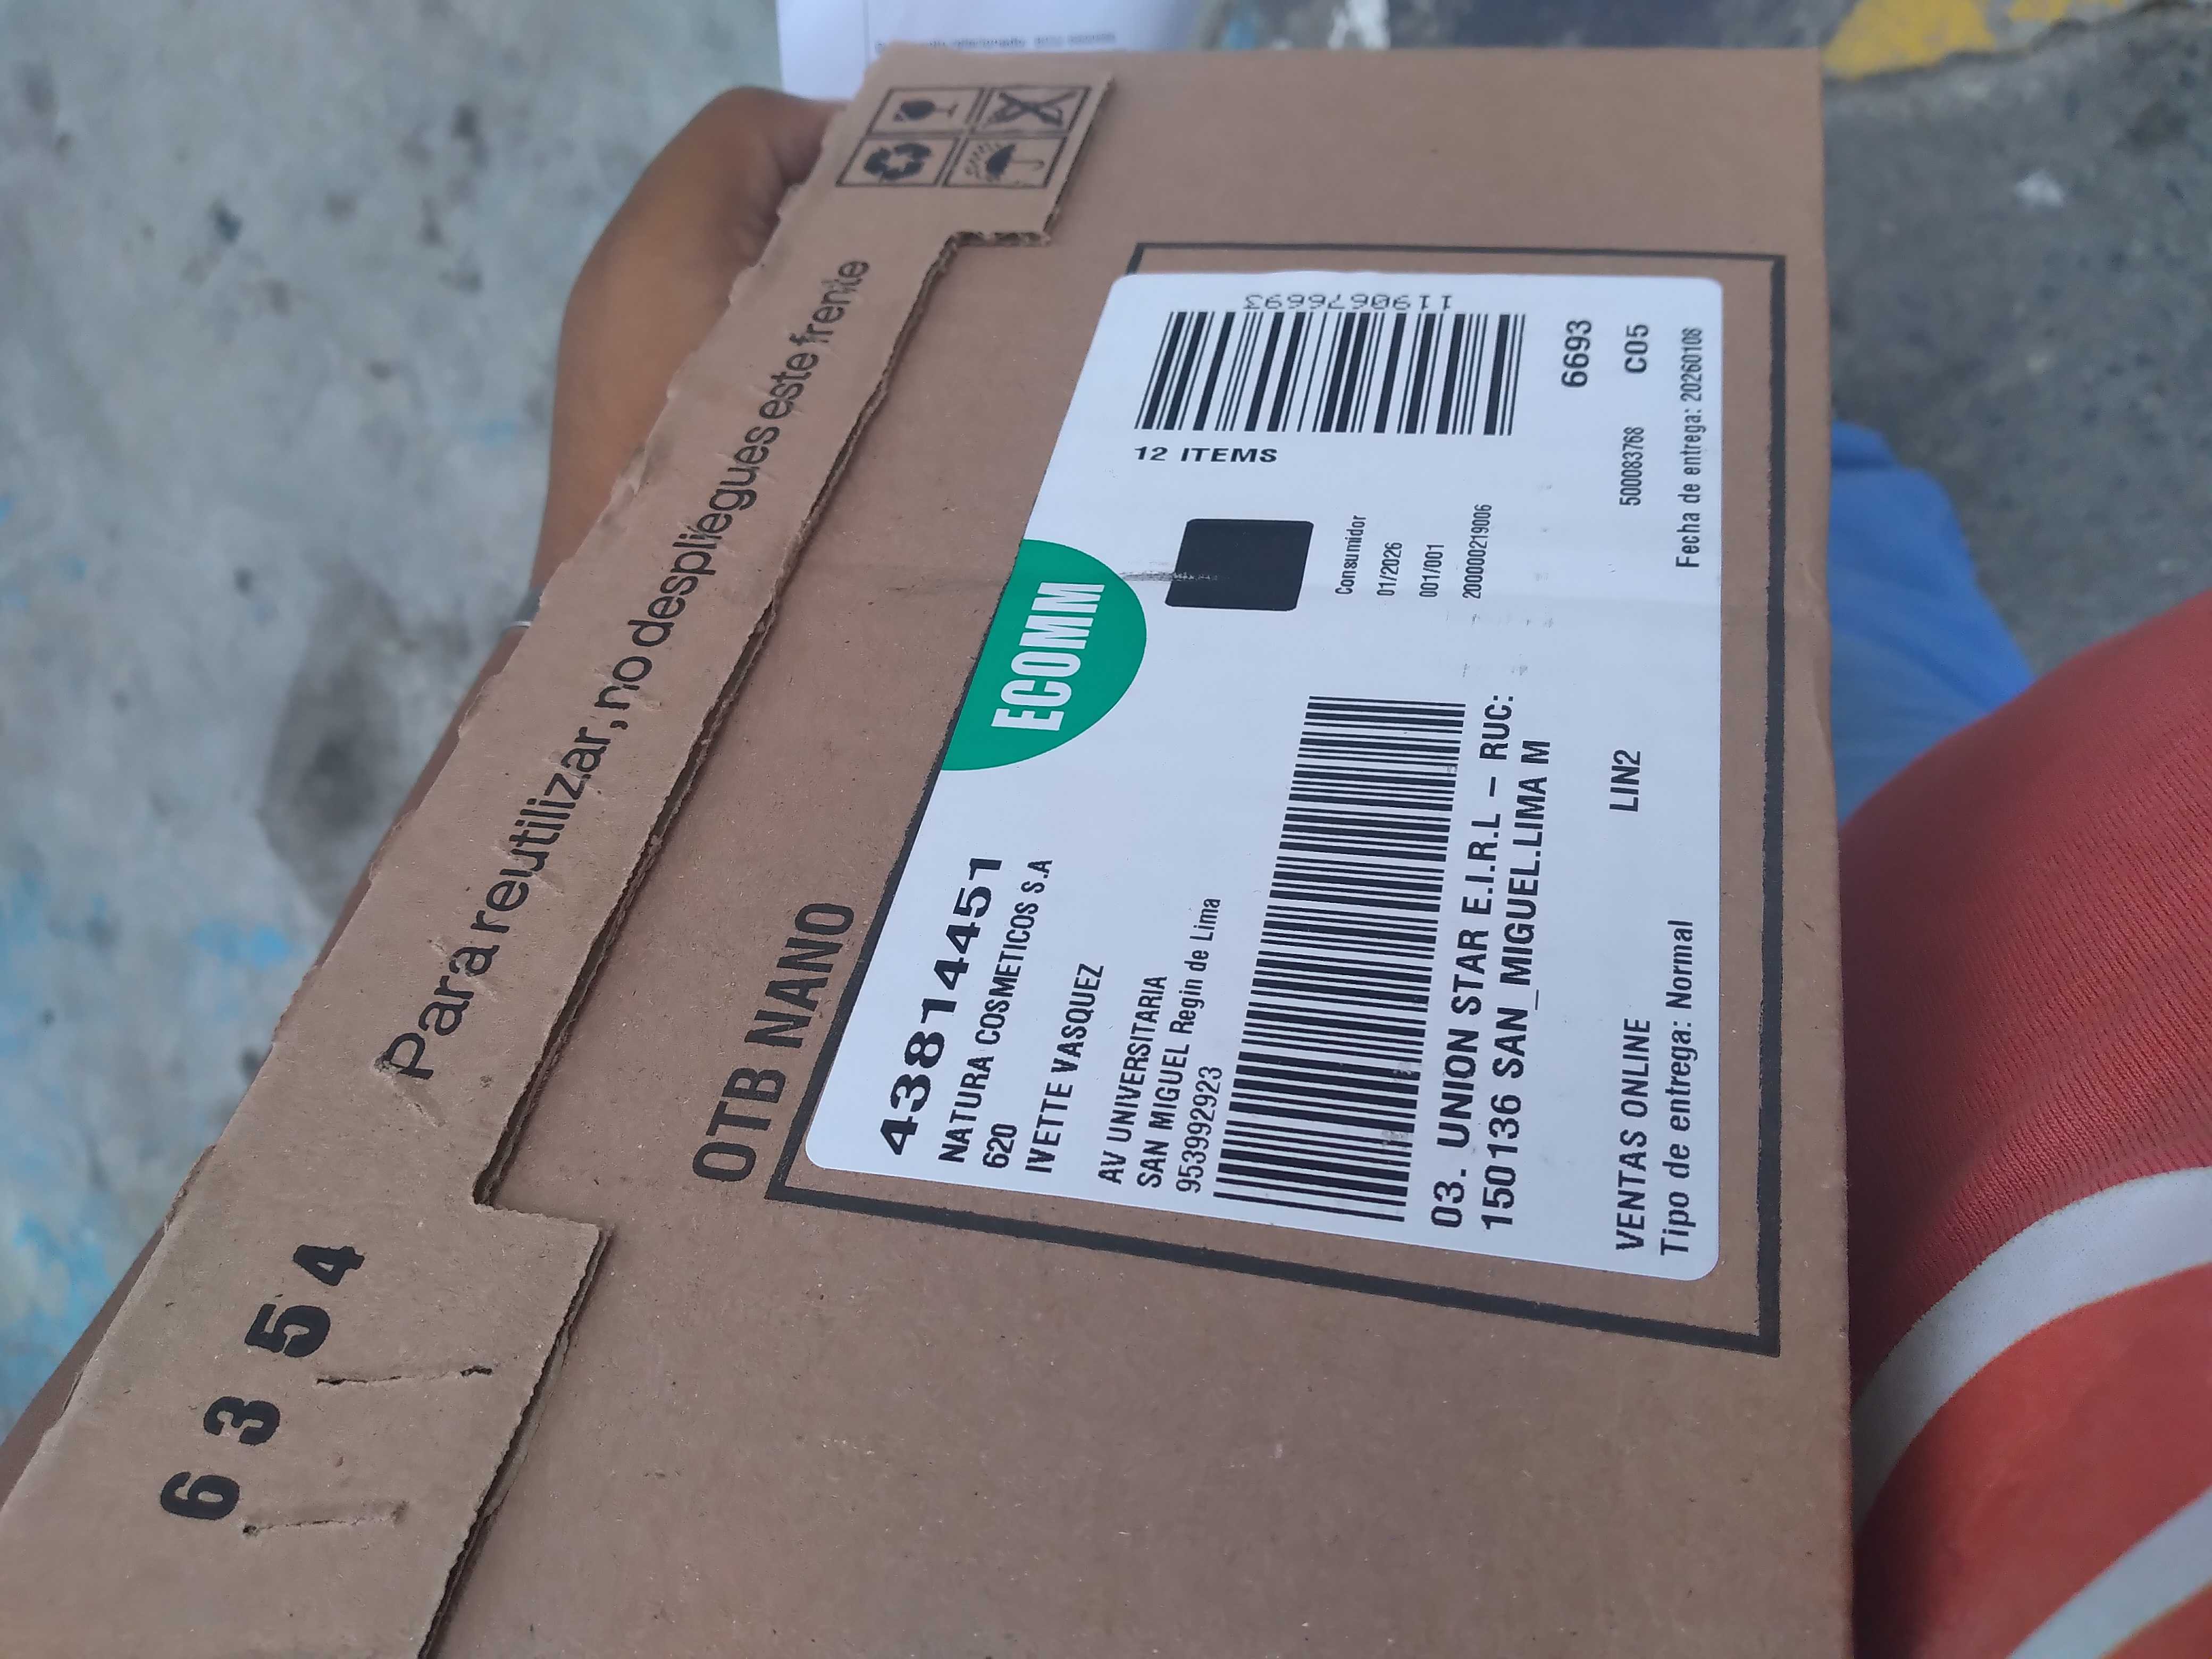 6354
Para reutilizar, no despliegues este frente
OTB NANO
ECOMM
43814451
NATURA COSMETICOS S.A
620
IVETTE VASQUEZ
AV UNIVERSITARIA
SAN MIGUEL Regin de Lima
953992923
12 ITEMS
1190676693
Consumidor
01/2026
001/001
200000219006
03. UNION STAR E.I.R.L - RUC:
150136 SAN_MIGUEL.LIMA M
6693
VENTAS ONLINE
LIN2
500083768
C05
Tipo de entrega: Normal
Fecha de entrega: 20260108